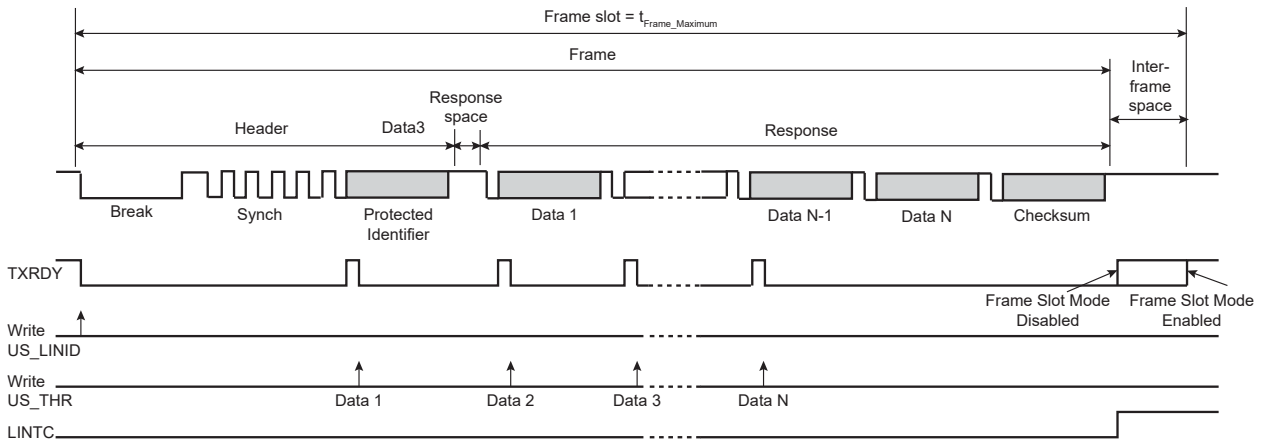 Frame slot = tFrame_Maximum
Frame
Inter-
frame
space
Response
space
Header
Data3
Response
Break
Synch
Protected
Identifier
Data 1
Data N-1
Data N
Checksum
TXRDY
Frame Slot Mode
Disabled
Frame Slot Mode
Enabled
Write
US_LINID
Write
US_THR
Data 1
Data 2
Data 3
Data N
LINTC